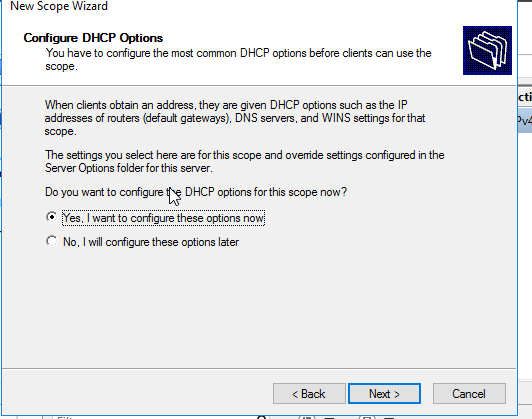 New Scope Wizard
Configure DHCP Options
You have to configure the most common DHCP options before clients can use the
scope.
When clients obtain an address, they are given DHCP options such as the IP
addresses of routers (default gateways), DNS servers, and WINS settings for that
scope.
The settings you select here are for this scope and override settings configured in the
Server Options folder for this server.
Do you want to configure the DHCP options for this scope now?
Yes, I want to configure these options now
No, I will configure these options later
< Back
Next >
Cancel